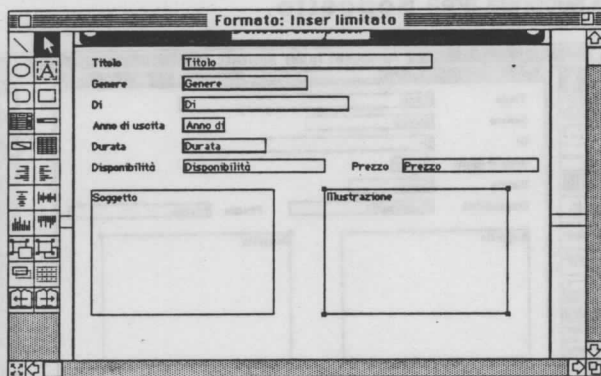 Formato: Inser limitato
Titolo Titolo
Genere Genere
Di Di
Anno di uscita Anno di
Durata Durata
Disponibilità Disponibilità Prezzo Prezzo
Soggetto Illustrazione